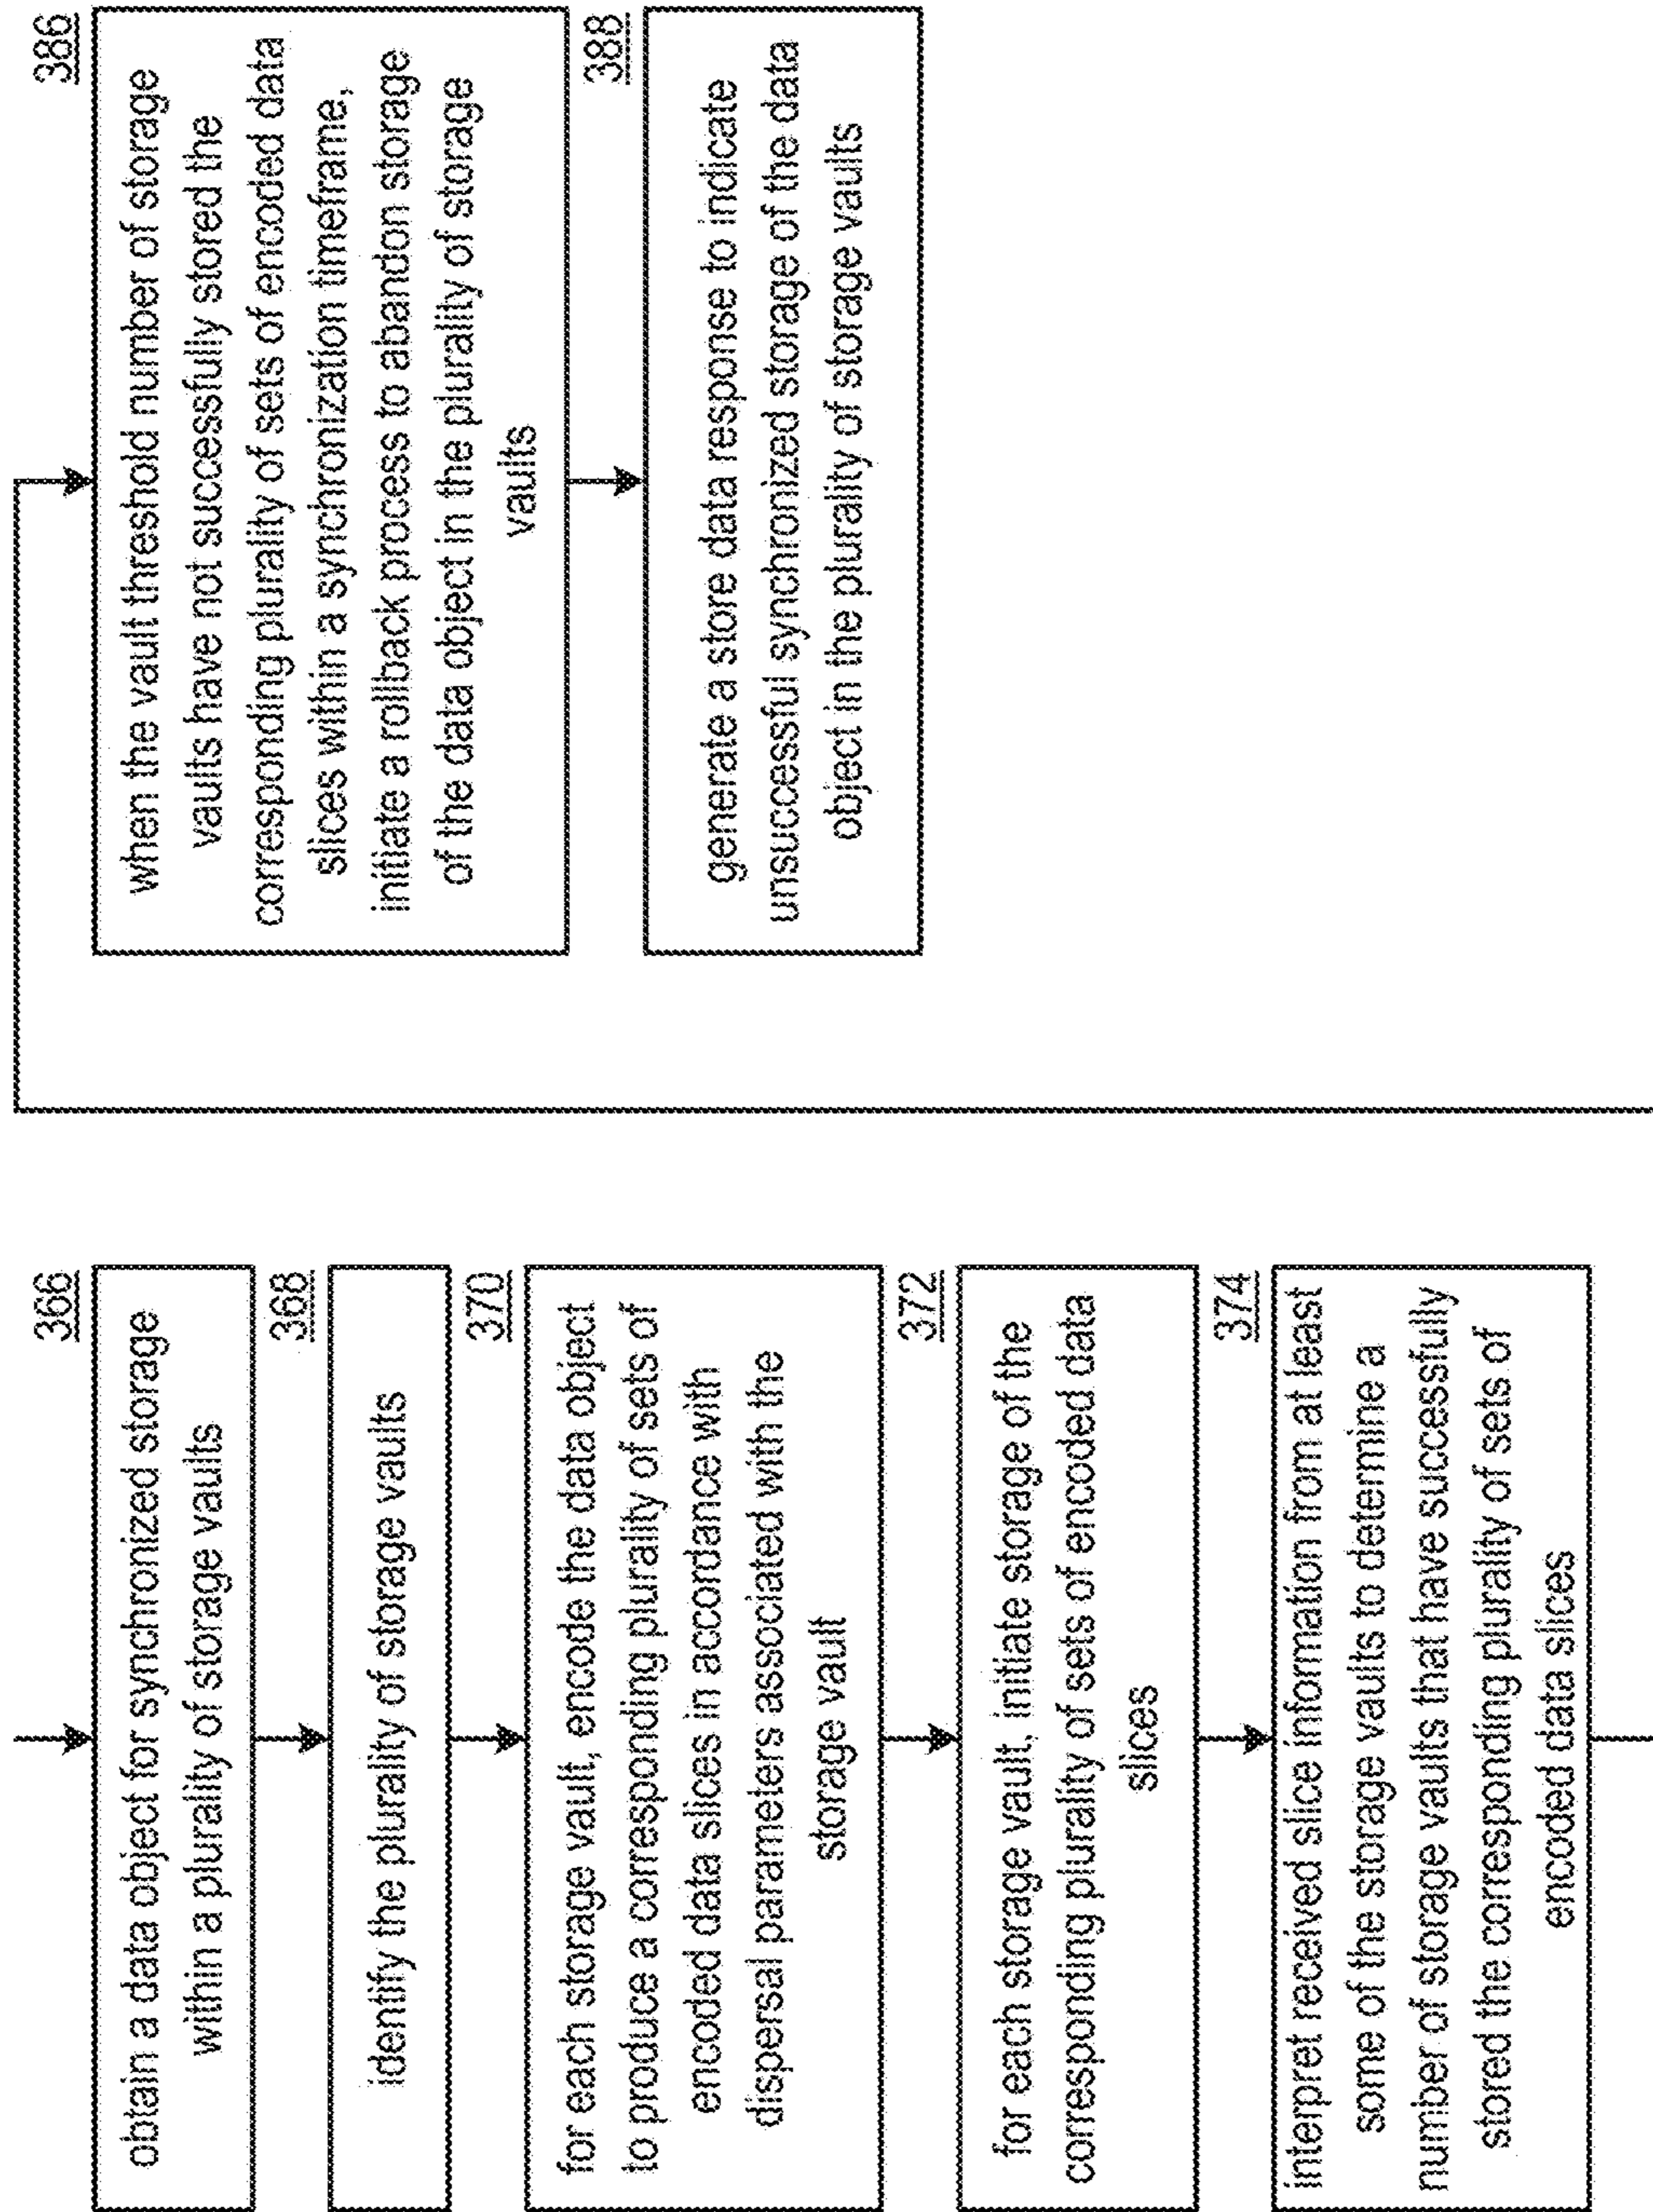 366
obtain a data object for synchronized storage
within a plurality of storage vaults
368
identify the plurality of storage vaults
370
for each storage vault, encode the data object
to produce a corresponding plurality of sets of
encoded data slices in accordance with
dispersal parameters associated with the
storage vault
372
for each storage vault, initiate storage of the
corresponding plurality of sets of encoded data
slices
374
interpret received slice information from at least
some of the storage vaults to determine a
number of storage vaults that have successfully
stored the corresponding plurality of sets of
encoded data slices
386
when the vault threshold number of storage
vaults have not successfully stored the
corresponding plurality of sets of encoded data
slices within a synchronization timeframe,
initiate a rollback process to abandon storage
of the data object in the plurality of storage
vaults
388
generate a store data response to indicate
unsuccessful synchronized storage of the data
object in the plurality of storage vaults